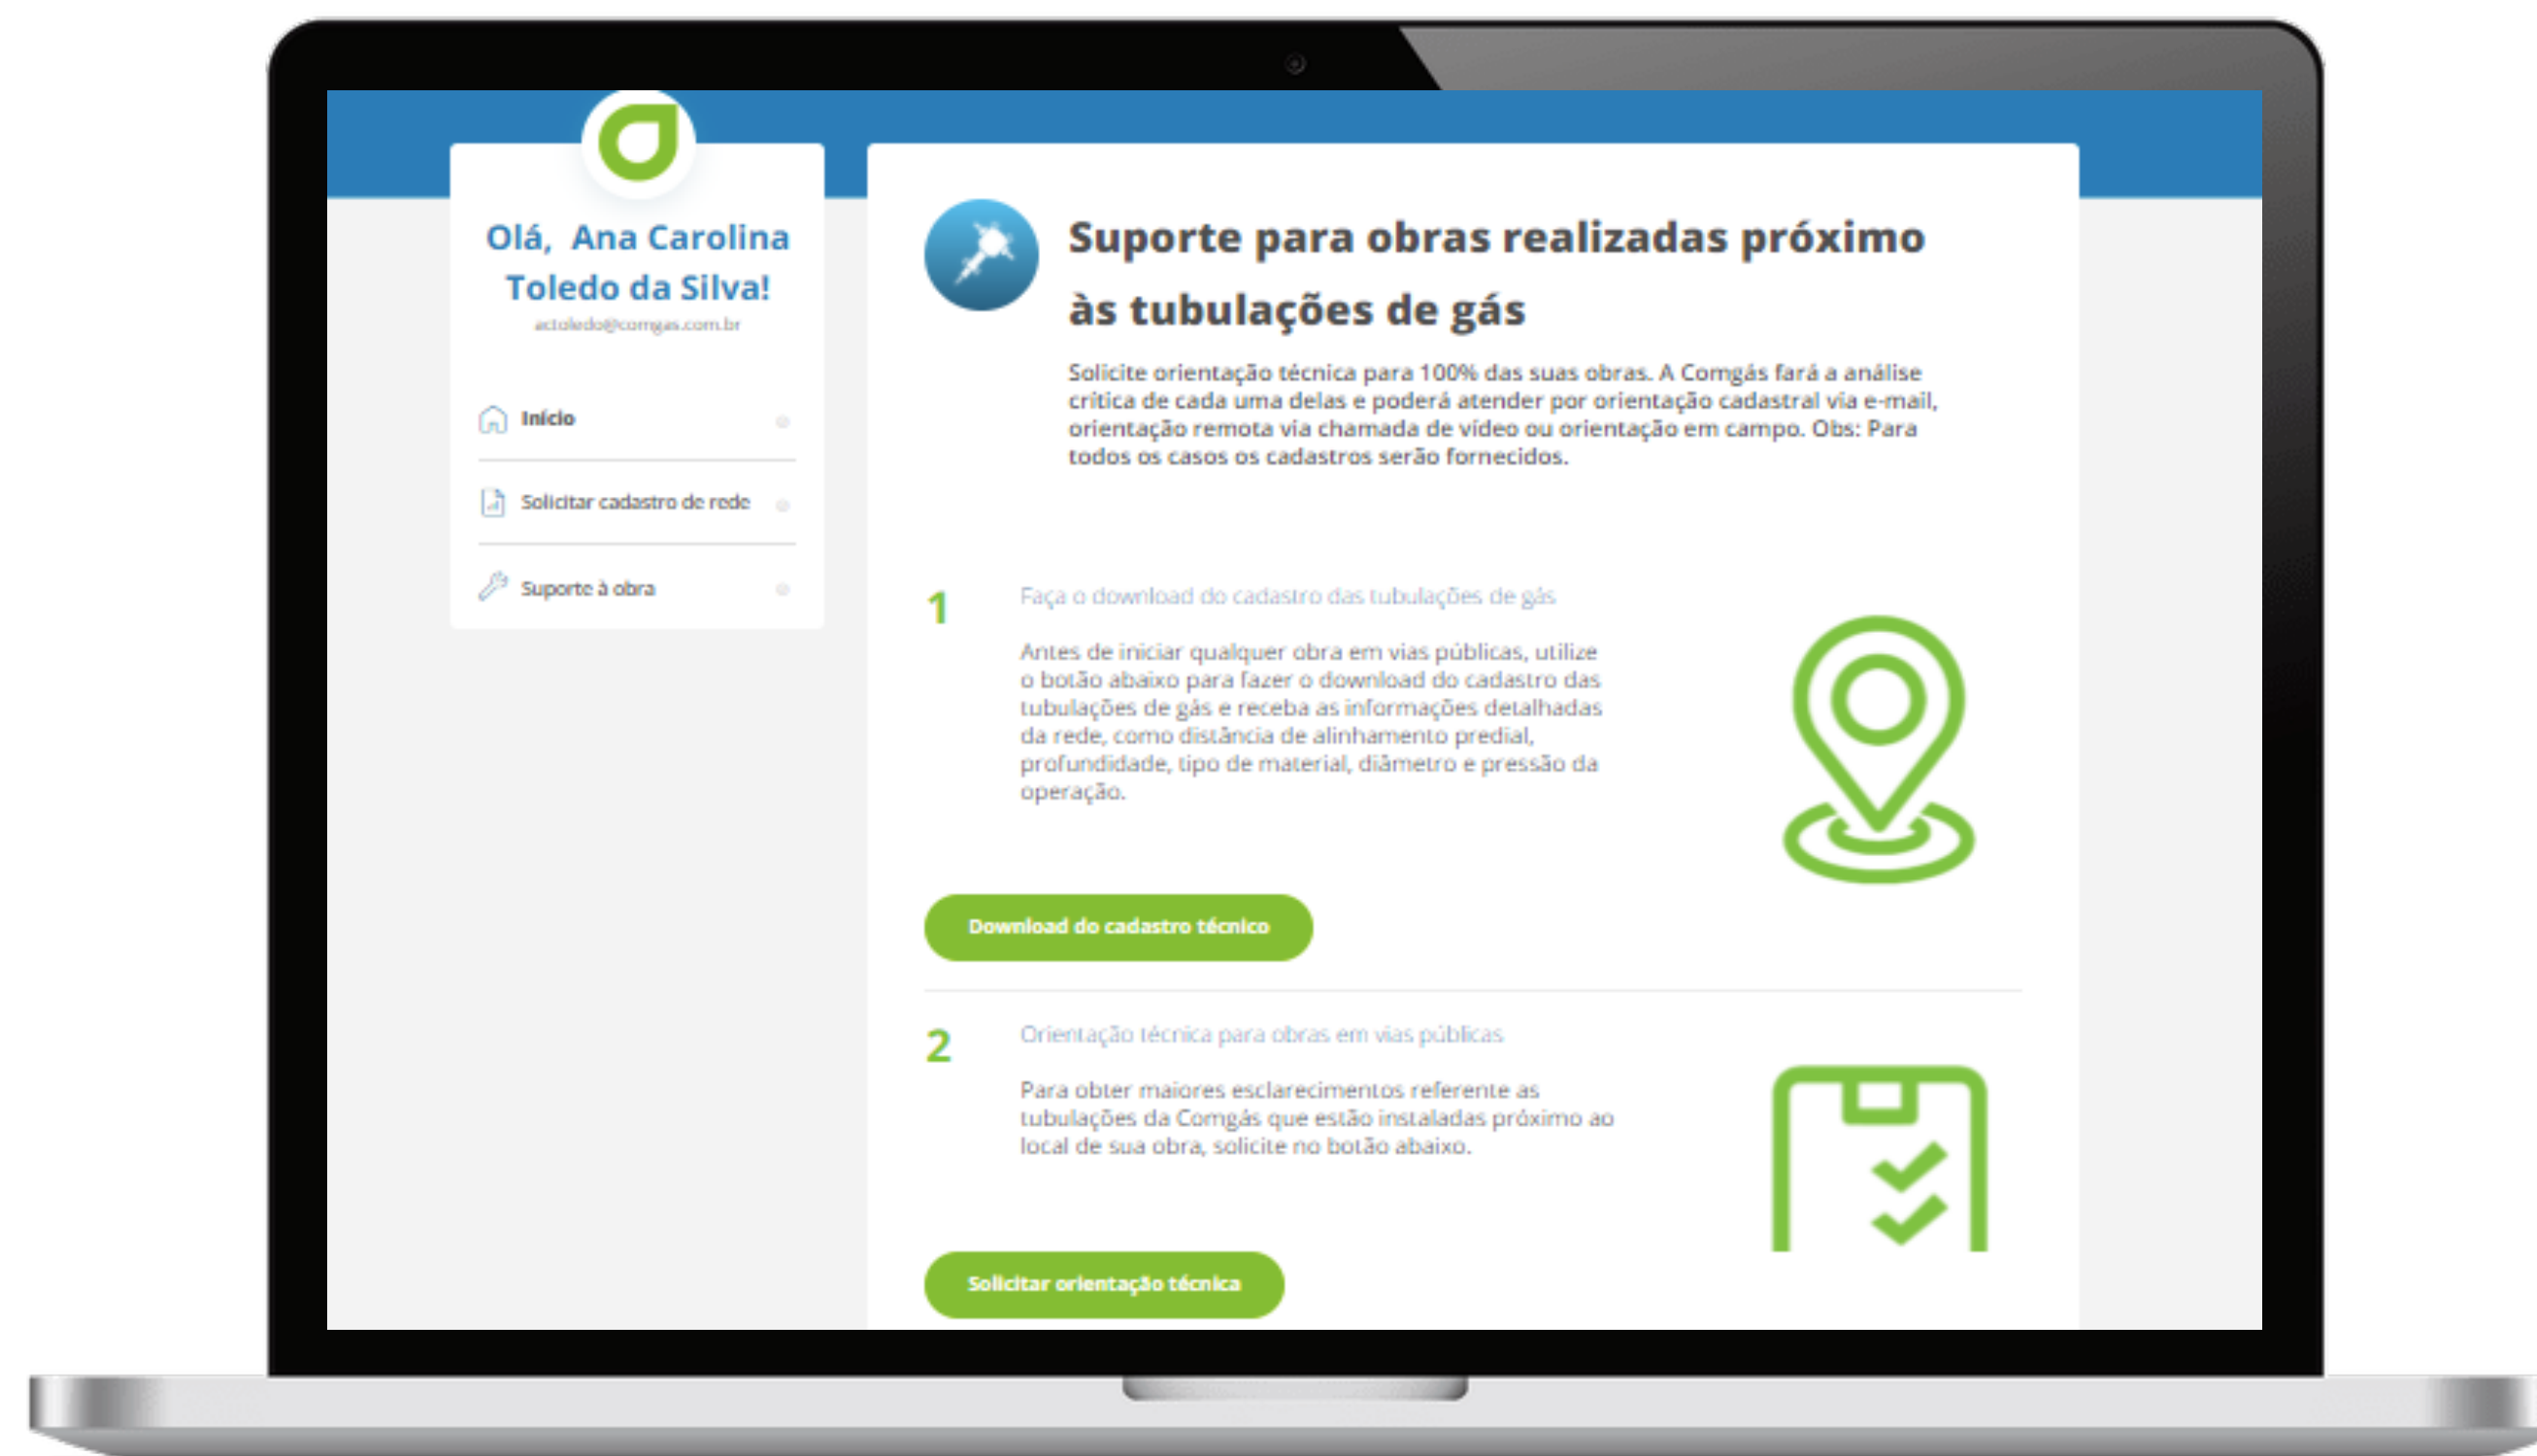 Olá,  Ana Carolina
Toledo da Silva!
actoledo@comgas.com.br
Início
Solicitar cadastro de rede
Suporte à obra
Suporte para obras realizadas próximo
às tubulações de gás
Solicite orientação técnica para 100% das suas obras. A Comgás fará a análise
crítica de cada uma delas e poderá atender por orientação cadastral via e-mail,
orientação remota via chamada de vídeo ou orientação em campo. Obs: Para
todos os casos os cadastros serão fornecidos.
1
Faça o download do cadastro das tubulações de gás
Antes de iniciar qualquer obra em vias públicas, utilize
o botão abaixo para fazer o download do cadastro das
tubulações de gás e receba as informações detalhadas
da rede, como distância de alinhamento predial,
profundidade, tipo de material, diâmetro e pressão da
operação.
Download do cadastro técnico
2
Orientação técnica para obras em vias públicas
Para obter maiores esclarecimentos referente as
tubulações da Comgás que estão instaladas próximo ao
local de sua obra, solicite no botão abaixo.
Solicitar orientação técnica